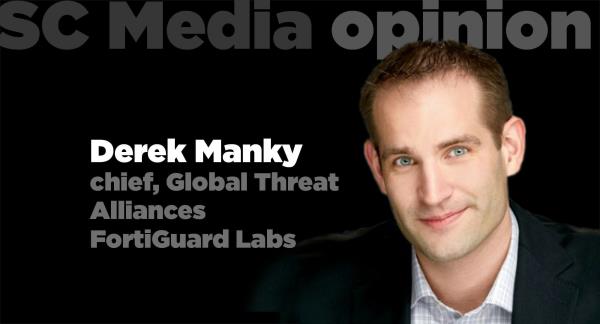 SC Media opinion
Derek Manky
chief, Global Threat
Alliances
FortiGuard Labs